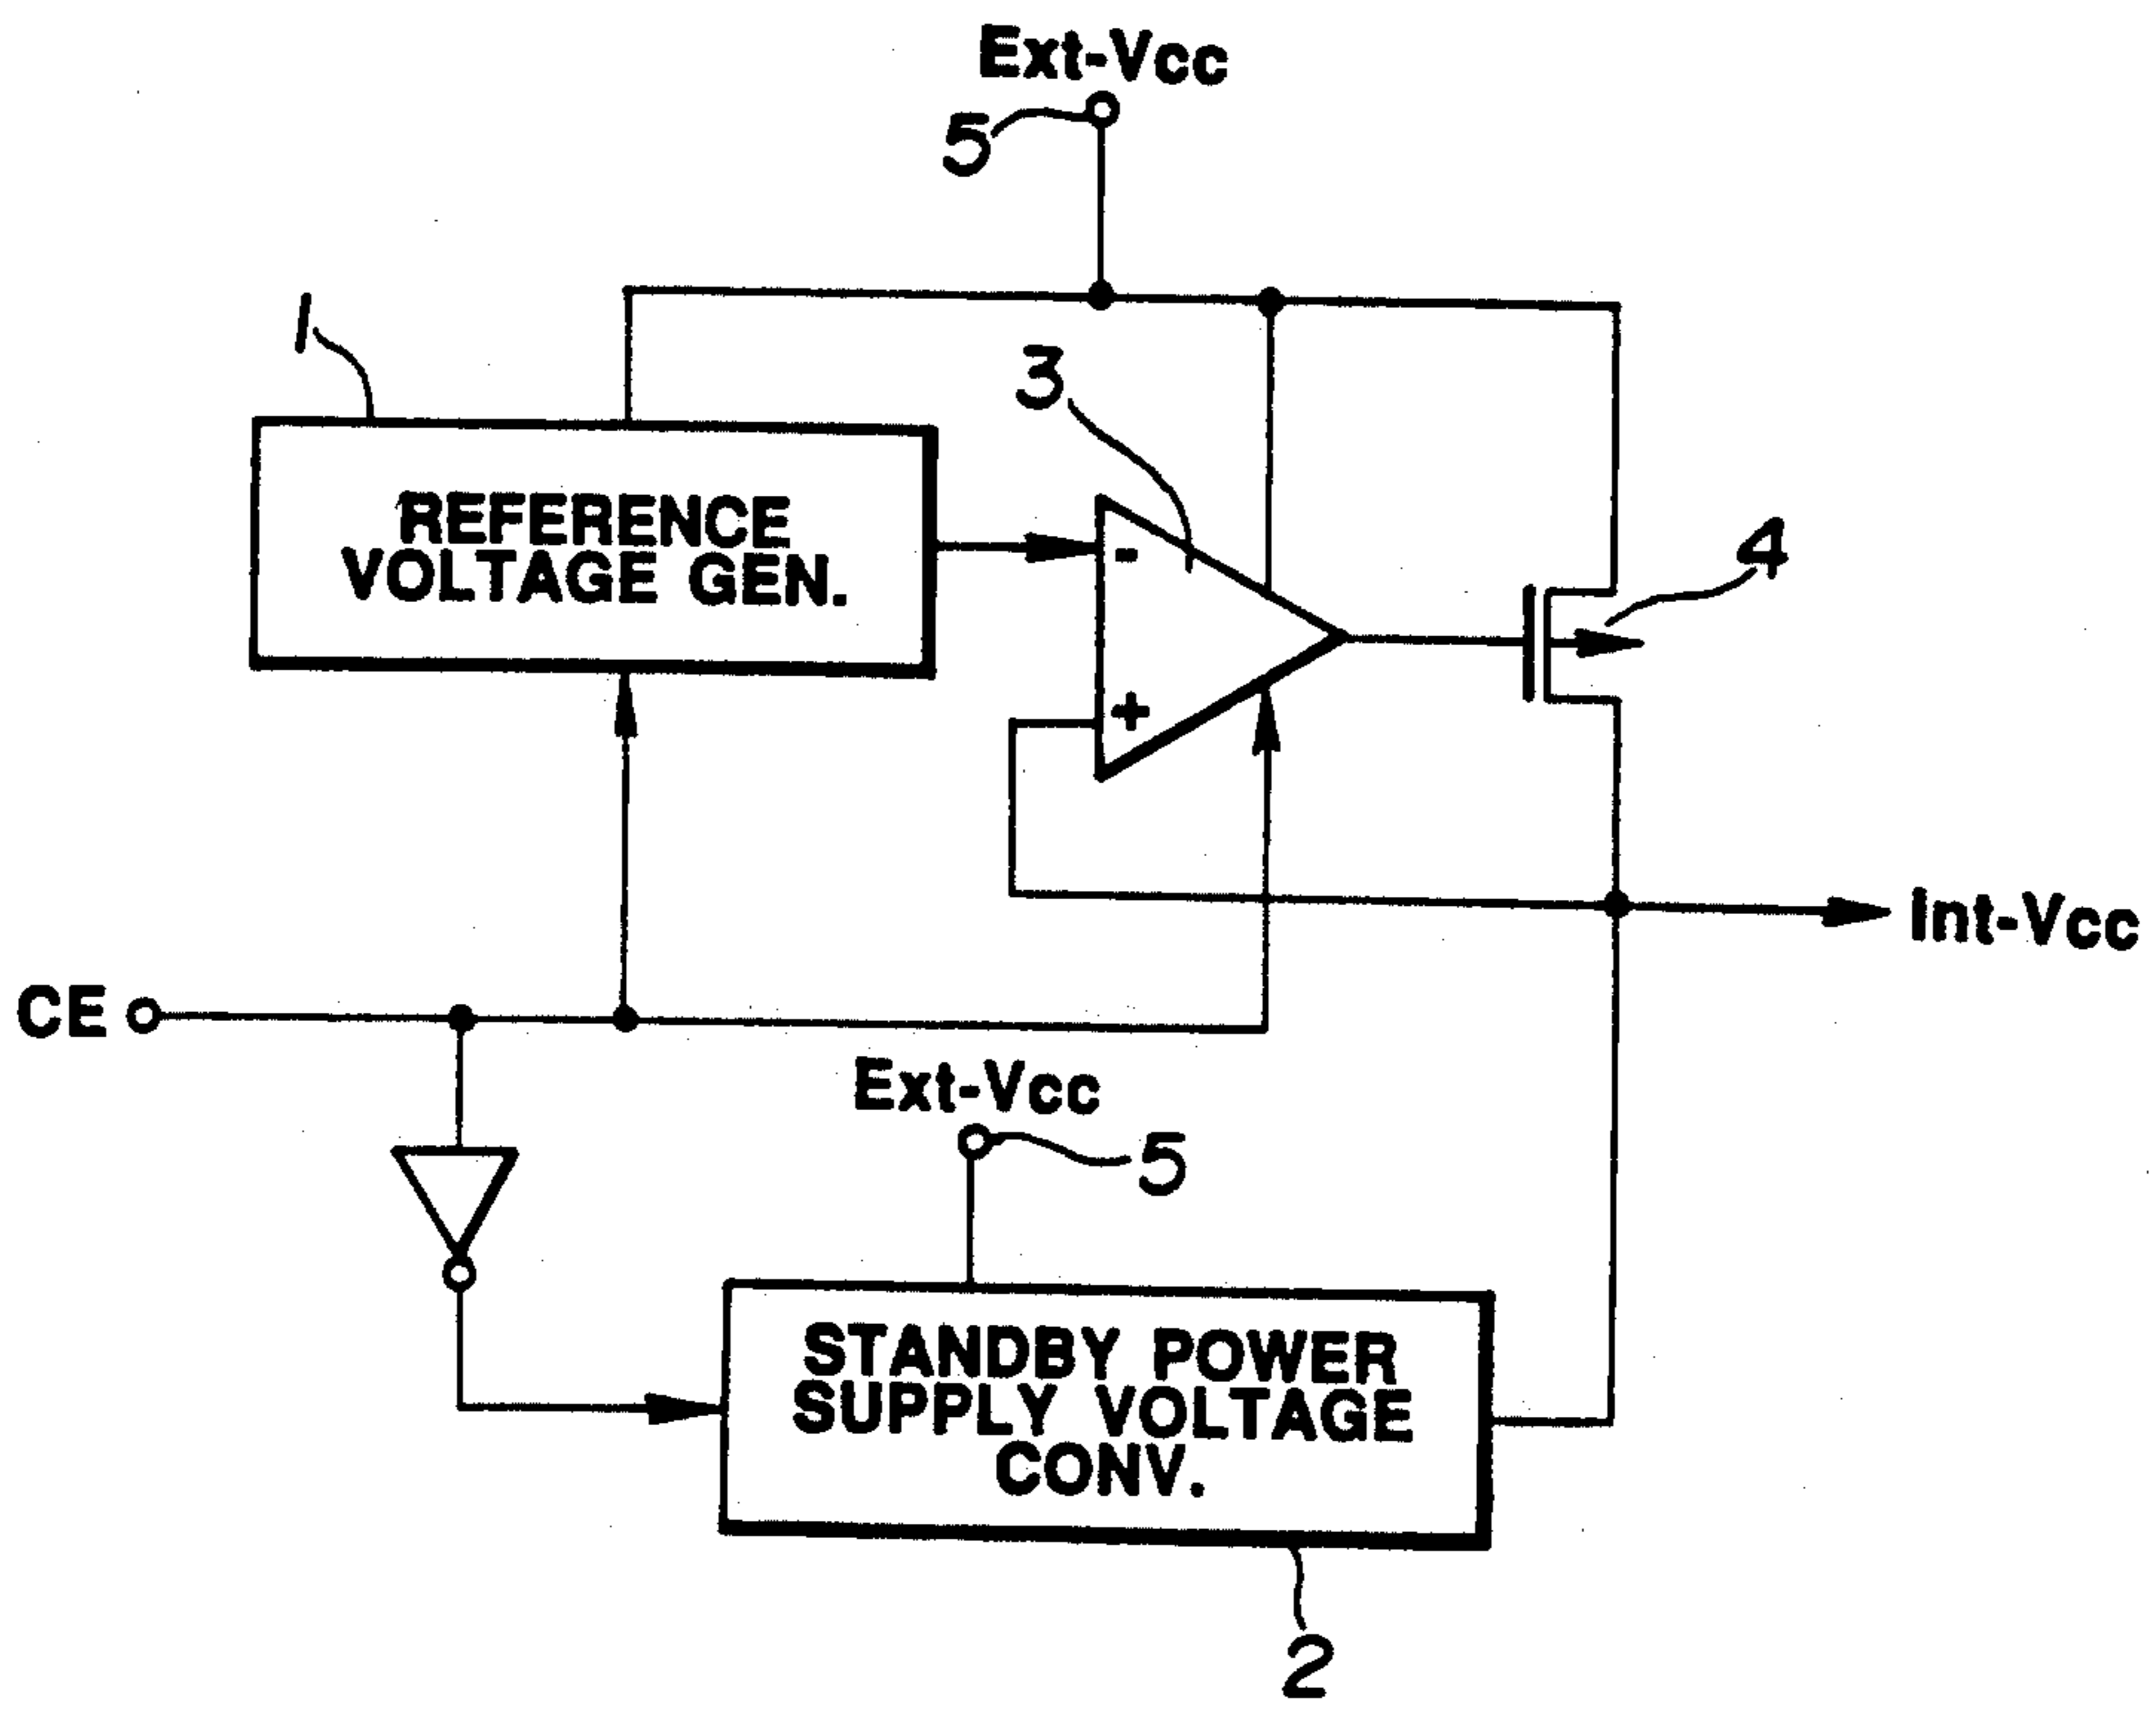 Ext-Vcc
5
1
3
REFERENCE
VOLTAGE GEN.
-
4
+
Int-Vcc
CE
Ext-Vcc
5
STANDBY POWER
SUPPLY VOLTAGE
CONV.
2